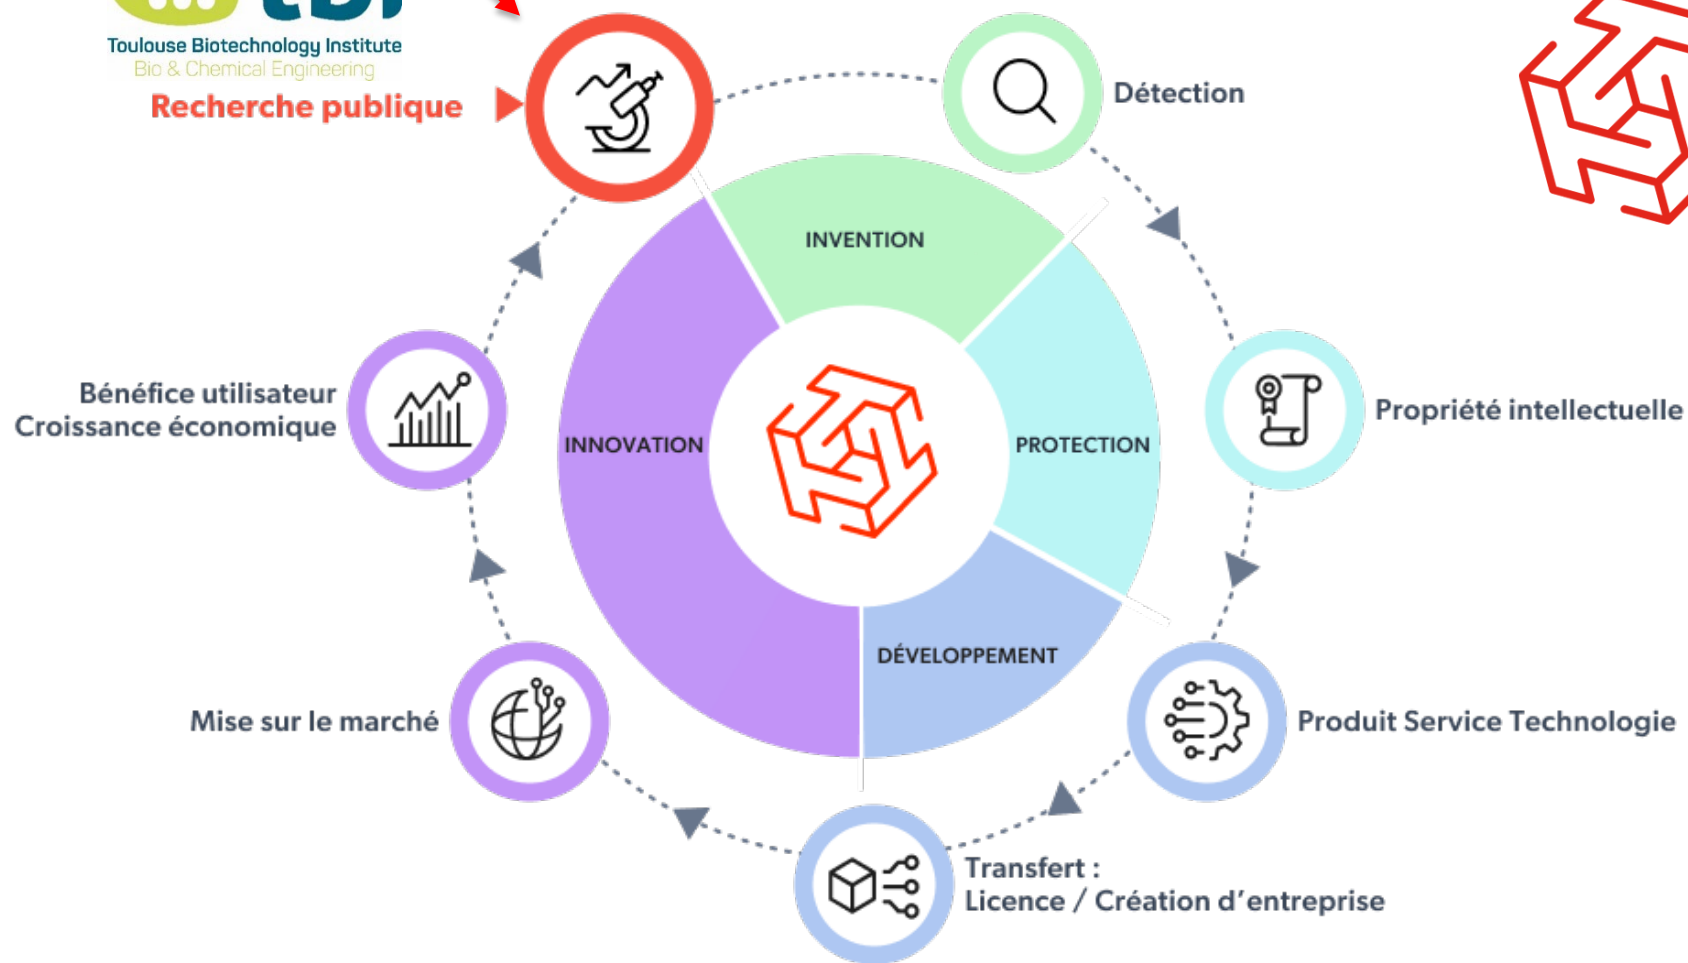 tbi
Toulouse Biotechnology Institute
Bio & Chemical Engineering
Recherche publique
Détection
INVENTION
Bénéfice utilisateur
Croissance économique
INNOVATION
PROTECTION
Propriété intellectuelle
DÉVELOPPEMENT
Mise sur le marché
Produit Service Technologie
Transfert :
Licence / Création d’entreprise